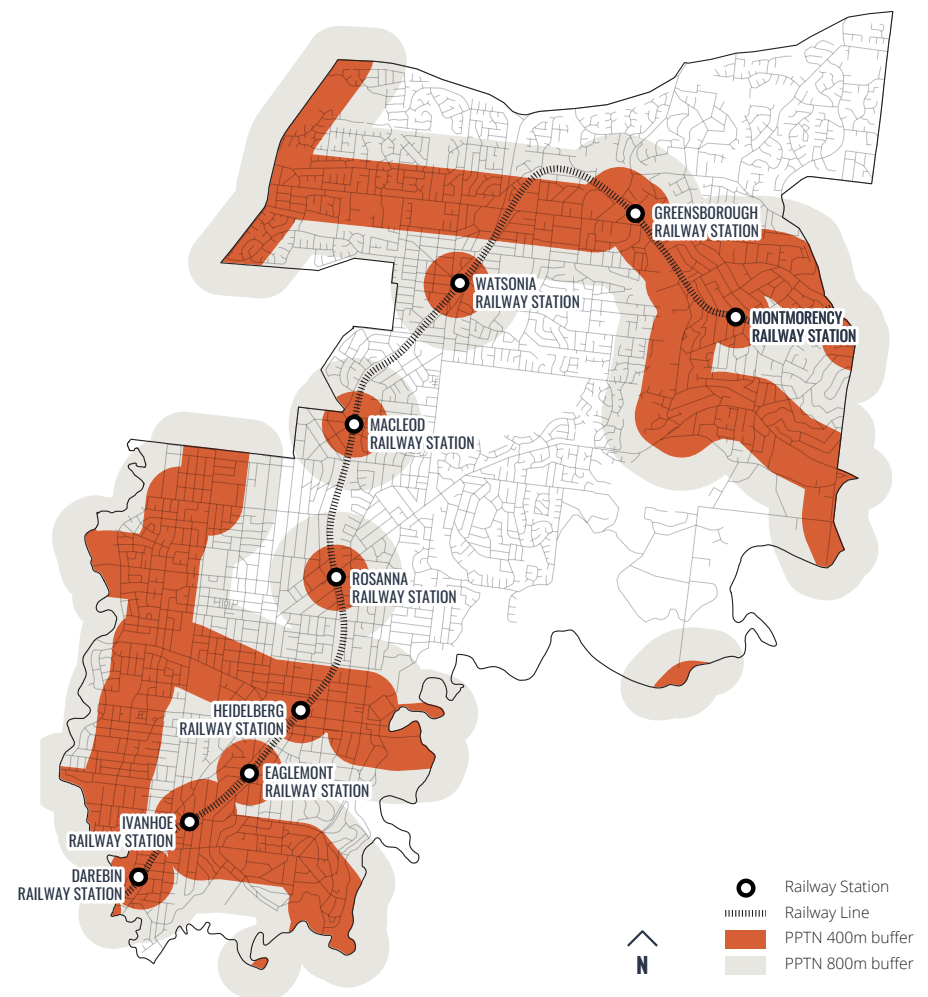 GREENSBOROUGH
RAILWAY STATION
WATSONIA
RAILWAY STATION
MONTMORENCY
RAILWAY STATION
MACLEOD
RAILWAY STATION
ROSANNA
RAILWAY STATION
HEIDELBERG
RAILWAY STATION
EAGLEMONT
RAILWAY STATION
IVANHOE
RAILWAY STATION
DAREBIN
RAILWAY STATION
Railway Station
Railway Line
PPTN 400m buffer
PPTN 800m buffer
N